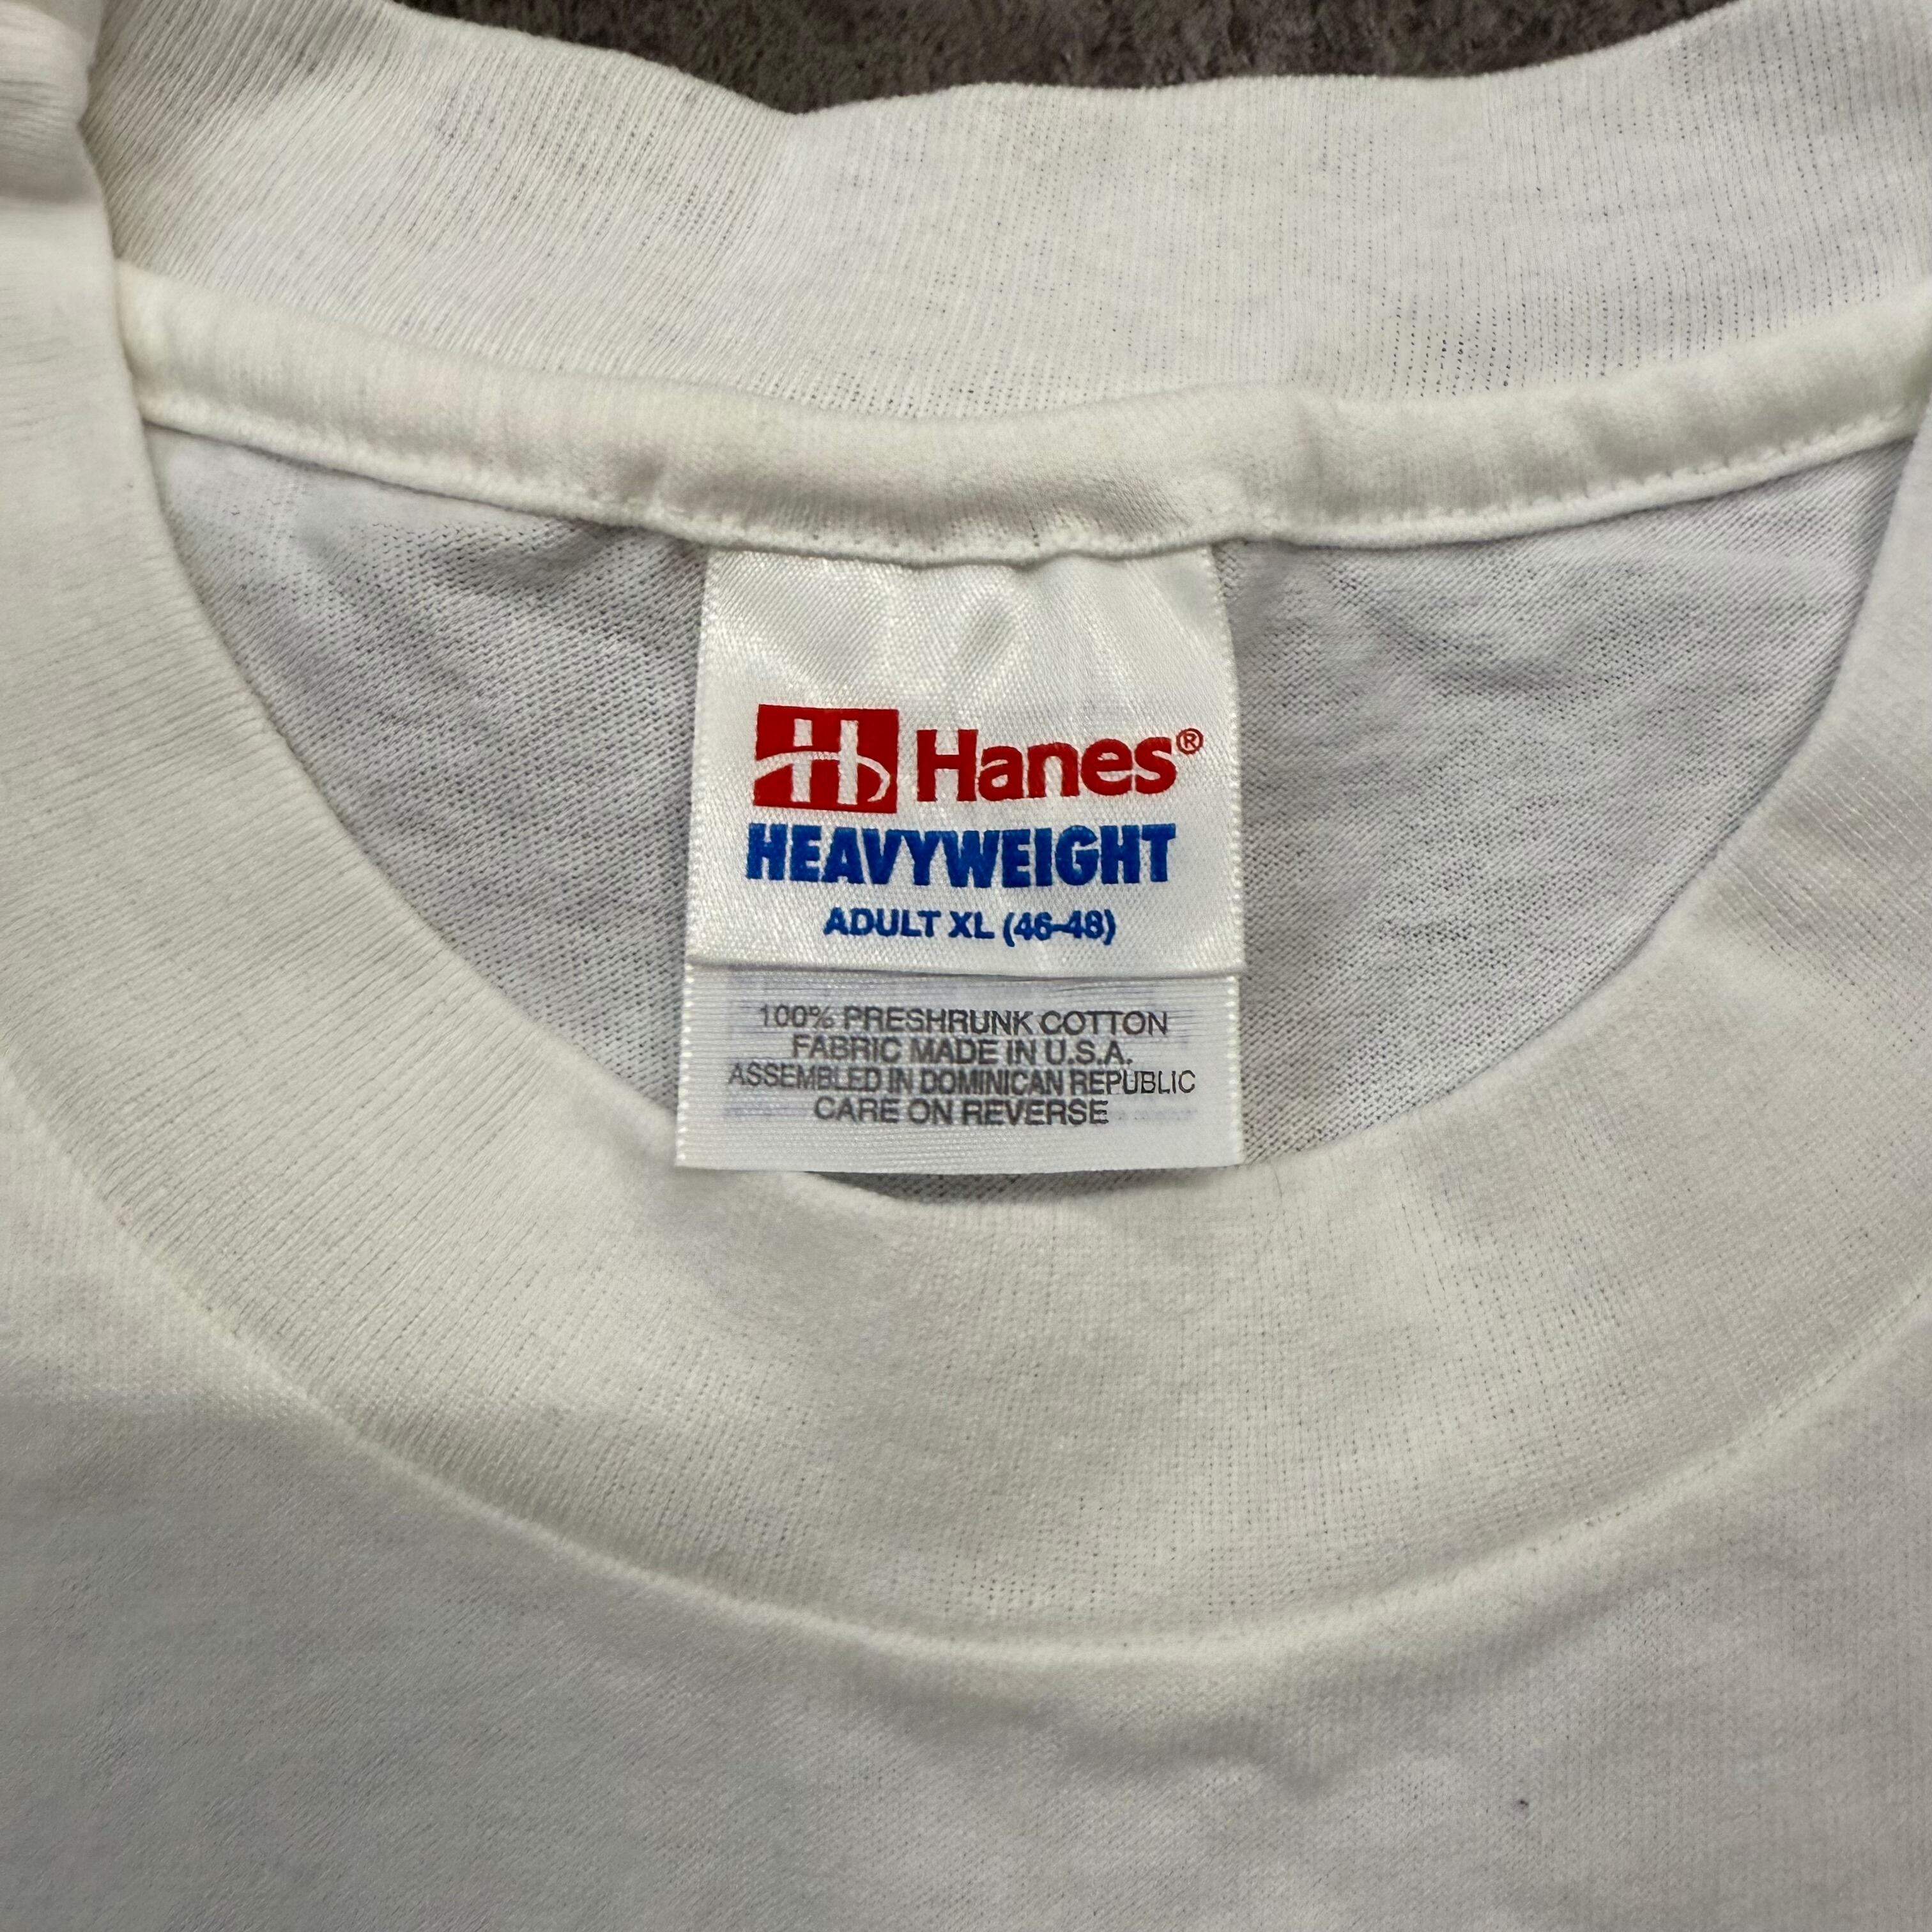 H Hanes®
HEAVYWEIGHT
ADULT XL (46-48)
100% PRESHRUNK COTTON
FABRIC MADE IN U.S.A.
ASSEMBLED IN DOMINICAN REPUBLIC
CARE ON REVERSE